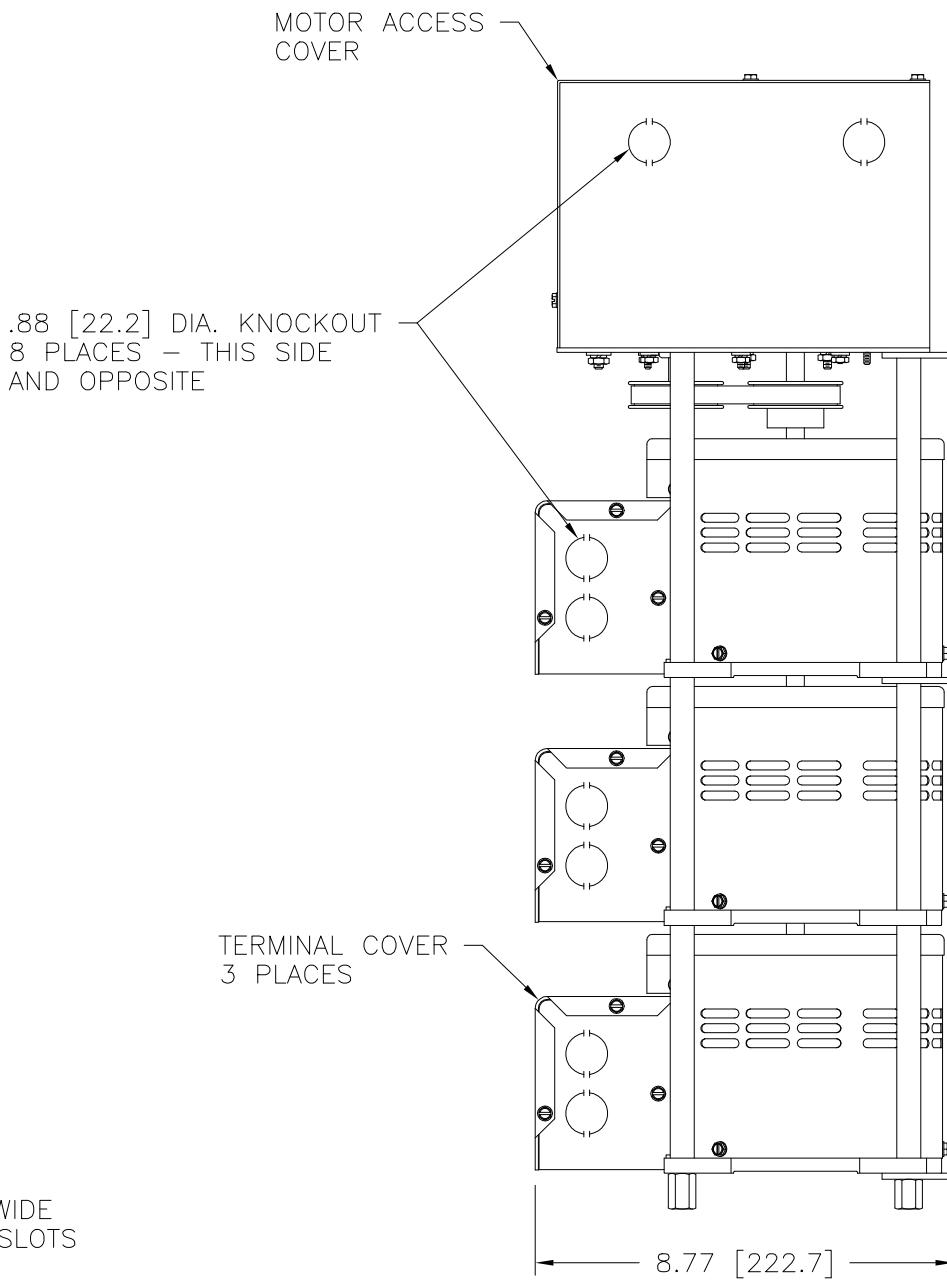 MOTOR ACCESS
COVER
.88 [22.2] DIA. KNOCKOUT
8 PLACES – THIS SIDE
AND OPPOSITE
TERMINAL COVER
3 PLACES
WIDE
SLOTS
8.77 [222.7]